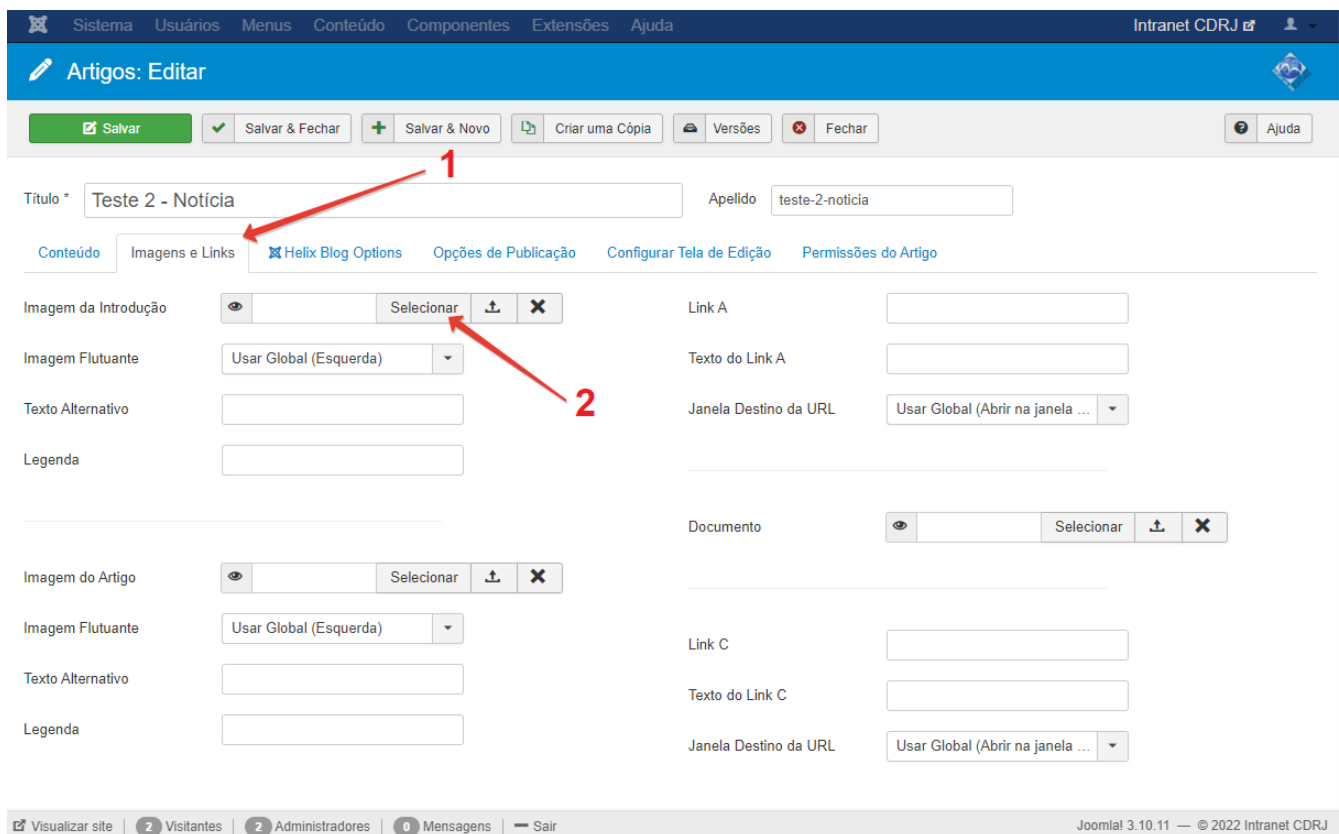 Sistema Usuários Menus Conteúdo Componentes Extensões Ajuda Intranet CDRJ
Artigos: Editar
Salvar Salvar & Fechar Salvar & Novo Criar uma Cópia Versões Fechar Ajuda
1
Título * Teste 2 - Notícia Apelido teste-2-noticia
Conteúdo Imagens e Links Helix Blog Options Opções de Publicação Configurar Tela de Edição Permissões do Artigo
Imagem da Introdução Selecionar Link A
Imagem Flutuante Usar Global (Esquerda) Texto do Link A
2
Texto Alternativo Janela Destino da URL Usar Global (Abrir na janela ...
Legenda
Documento Selecionar
Imagem do Artigo Selecionar
Imagem Flutuante Usar Global (Esquerda)
Link C
Texto Alternativo
Texto do Link C
Legenda
Janela Destino da URL Usar Global (Abrir na janela ...
Visualizar site 2 Visitantes 2 Administradores 0 Mensagens Sair Joomla! 3.10.11 — © 2022 Intranet CDRJ